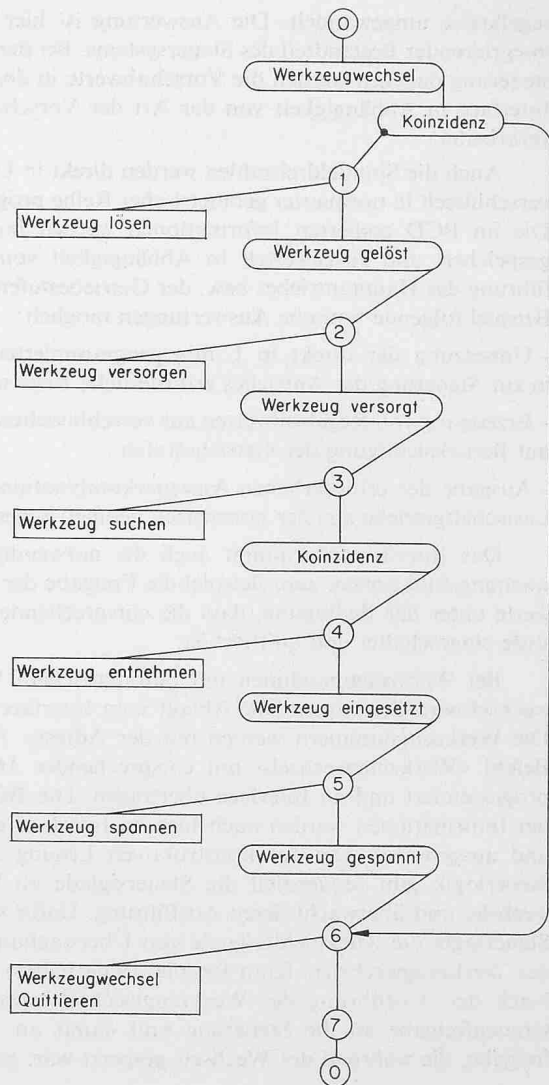 0
Werkzeugwechsel
Koinzidenz
1
Werkzeug lösen
Werkzeug gelöst
2
Werkzeug versorgen
Werkzeug versorgt
3
Werkzeug suchen
Koinzidenz
4
Werkzeug entnehmen
Werkzeug eingesetzt
5
Werkzeug spannen
Werkzeug gespannt
6
Werkzeugwechsel
Quittieren
7
0